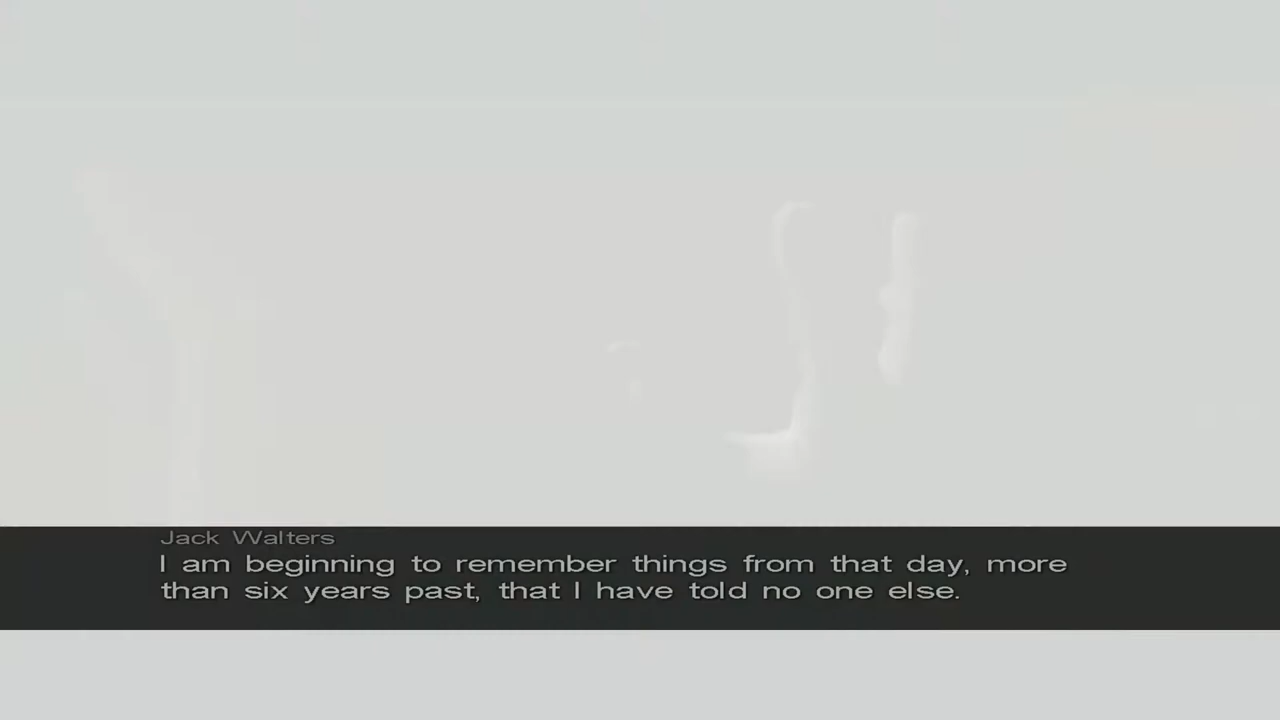 Jack Walters
I am beginning to remember things from that day, more
than six years past, that I have told no one else.